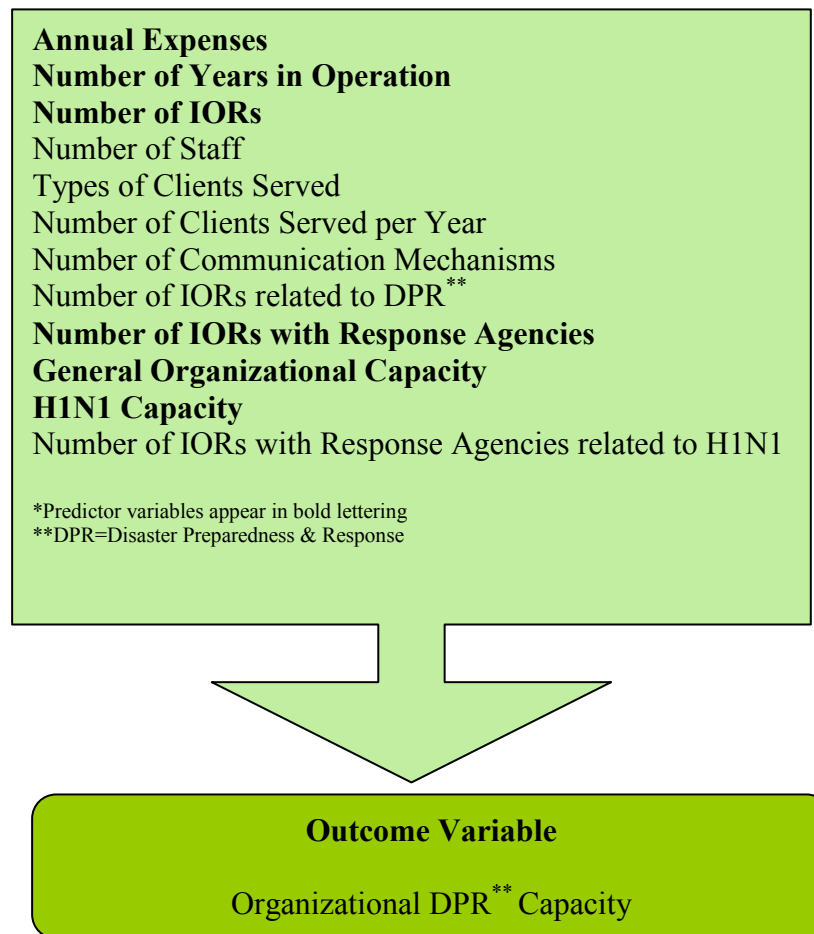 Annual Expenses
Number of Years in Operation
Number of IORs
Number of Staff
Types of Clients Served
Number of Clients Served per Year
Number of Communication Mechanisms
Number of IORs related to DPR**
Number of IORs with Response Agencies
General Organizational Capacity
H1N1 Capacity
Number of IORs with Response Agencies related to H1N1
*Predictor variables appear in bold lettering
**DPR=Disaster Preparedness & Response
Outcome Variable
Organizational DPR** Capacity